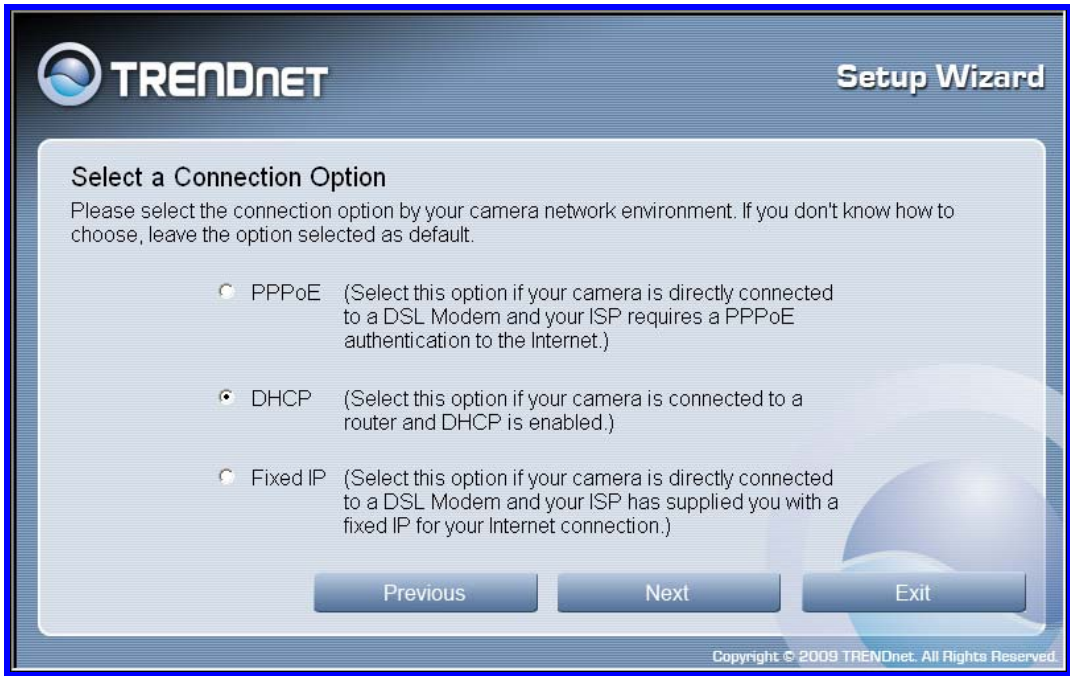 TRENDnet
Setup Wizard
Select a Connection Option
Please select the connection option by your camera network environment. If you don't know how to
choose, leave the option selected as default.
PPPoE (Select this option if your camera is directly connected
to a DSL Modem and your ISP requires a PPPoE
authentication to the Internet.)
DHCP (Select this option if your camera is connected to a
router and DHCP is enabled.)
Fixed IP (Select this option if your camera is directly connected
to a DSL Modem and your ISP has supplied you with a
fixed IP for your Internet connection.)
Previous Next Exit
Copyright © 2009 TRENDnet. All Rights Reserved.